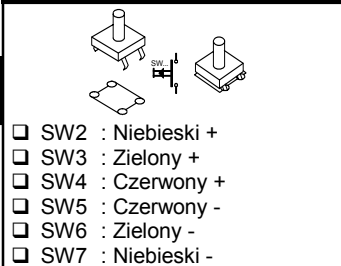 SW...
❑ SW2 : Niebieski +
❑ SW3 : Zielony +
❑ SW4 : Czerwony +
❑ SW5 : Czerwony -
❑ SW6 : Zielony -
❑ SW7 : Niebieski -